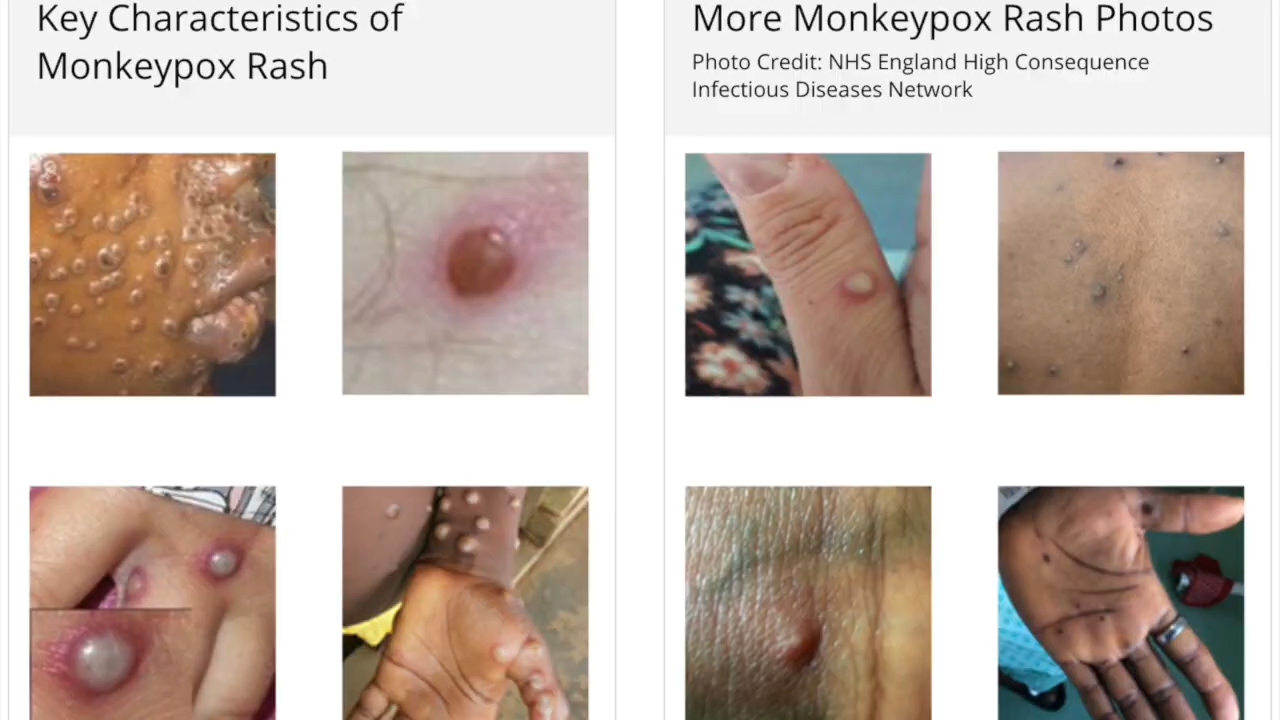 Key Characteristics of
Monkeypox Rash
More Monkeypox Rash Photos
Photo Credit: NHS England High Consequence
Infectious Diseases Network